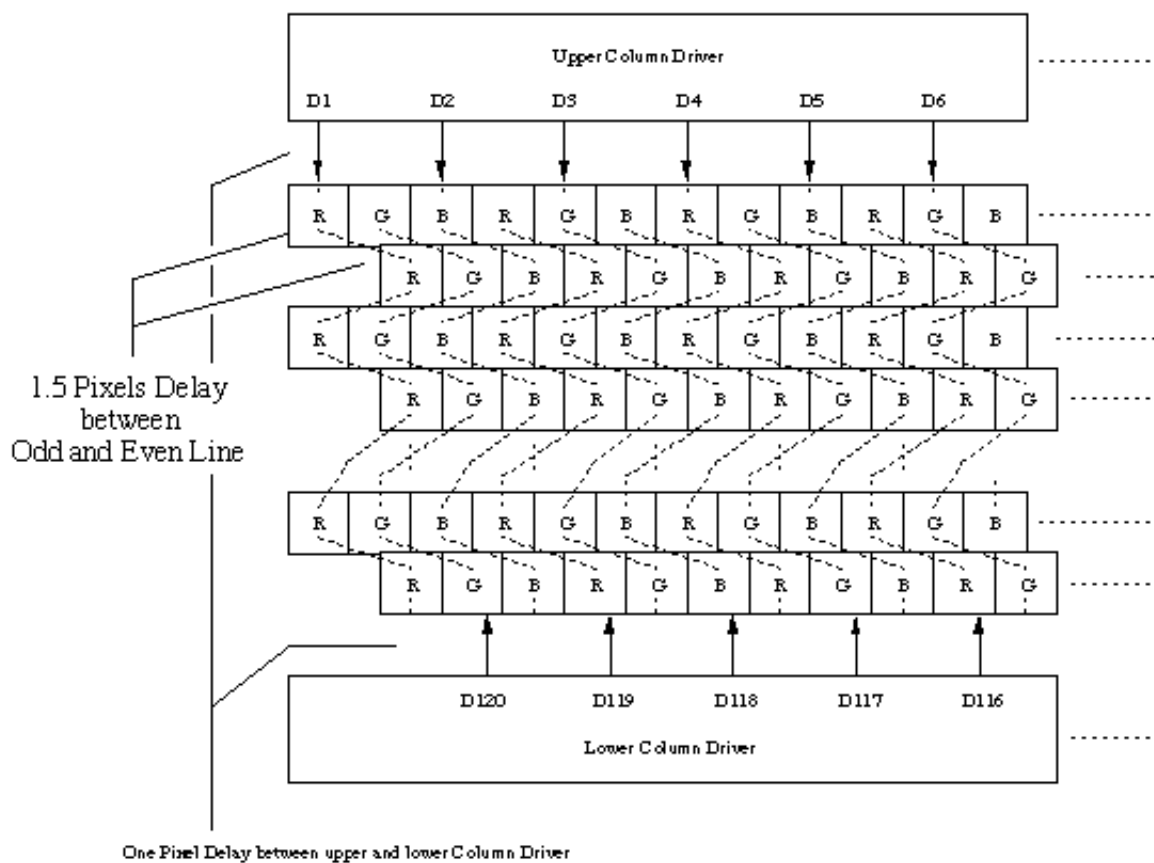 Upper Column Driver
D1 D2 D3 D4 D5 D6
R G B R G B R G B R G B
R G B R G B R G B R G
R G B R G B R G B R G B
R G B R G B R G B R G
1.5 Pixels Delay
between
Odd and Even Line
R G B R G B R G B R G B
R G B R G B R G B R G
D120 D119 D118 D117 D116
Lower Column Driver
One Pixel Delay between upper and lower Column Driver